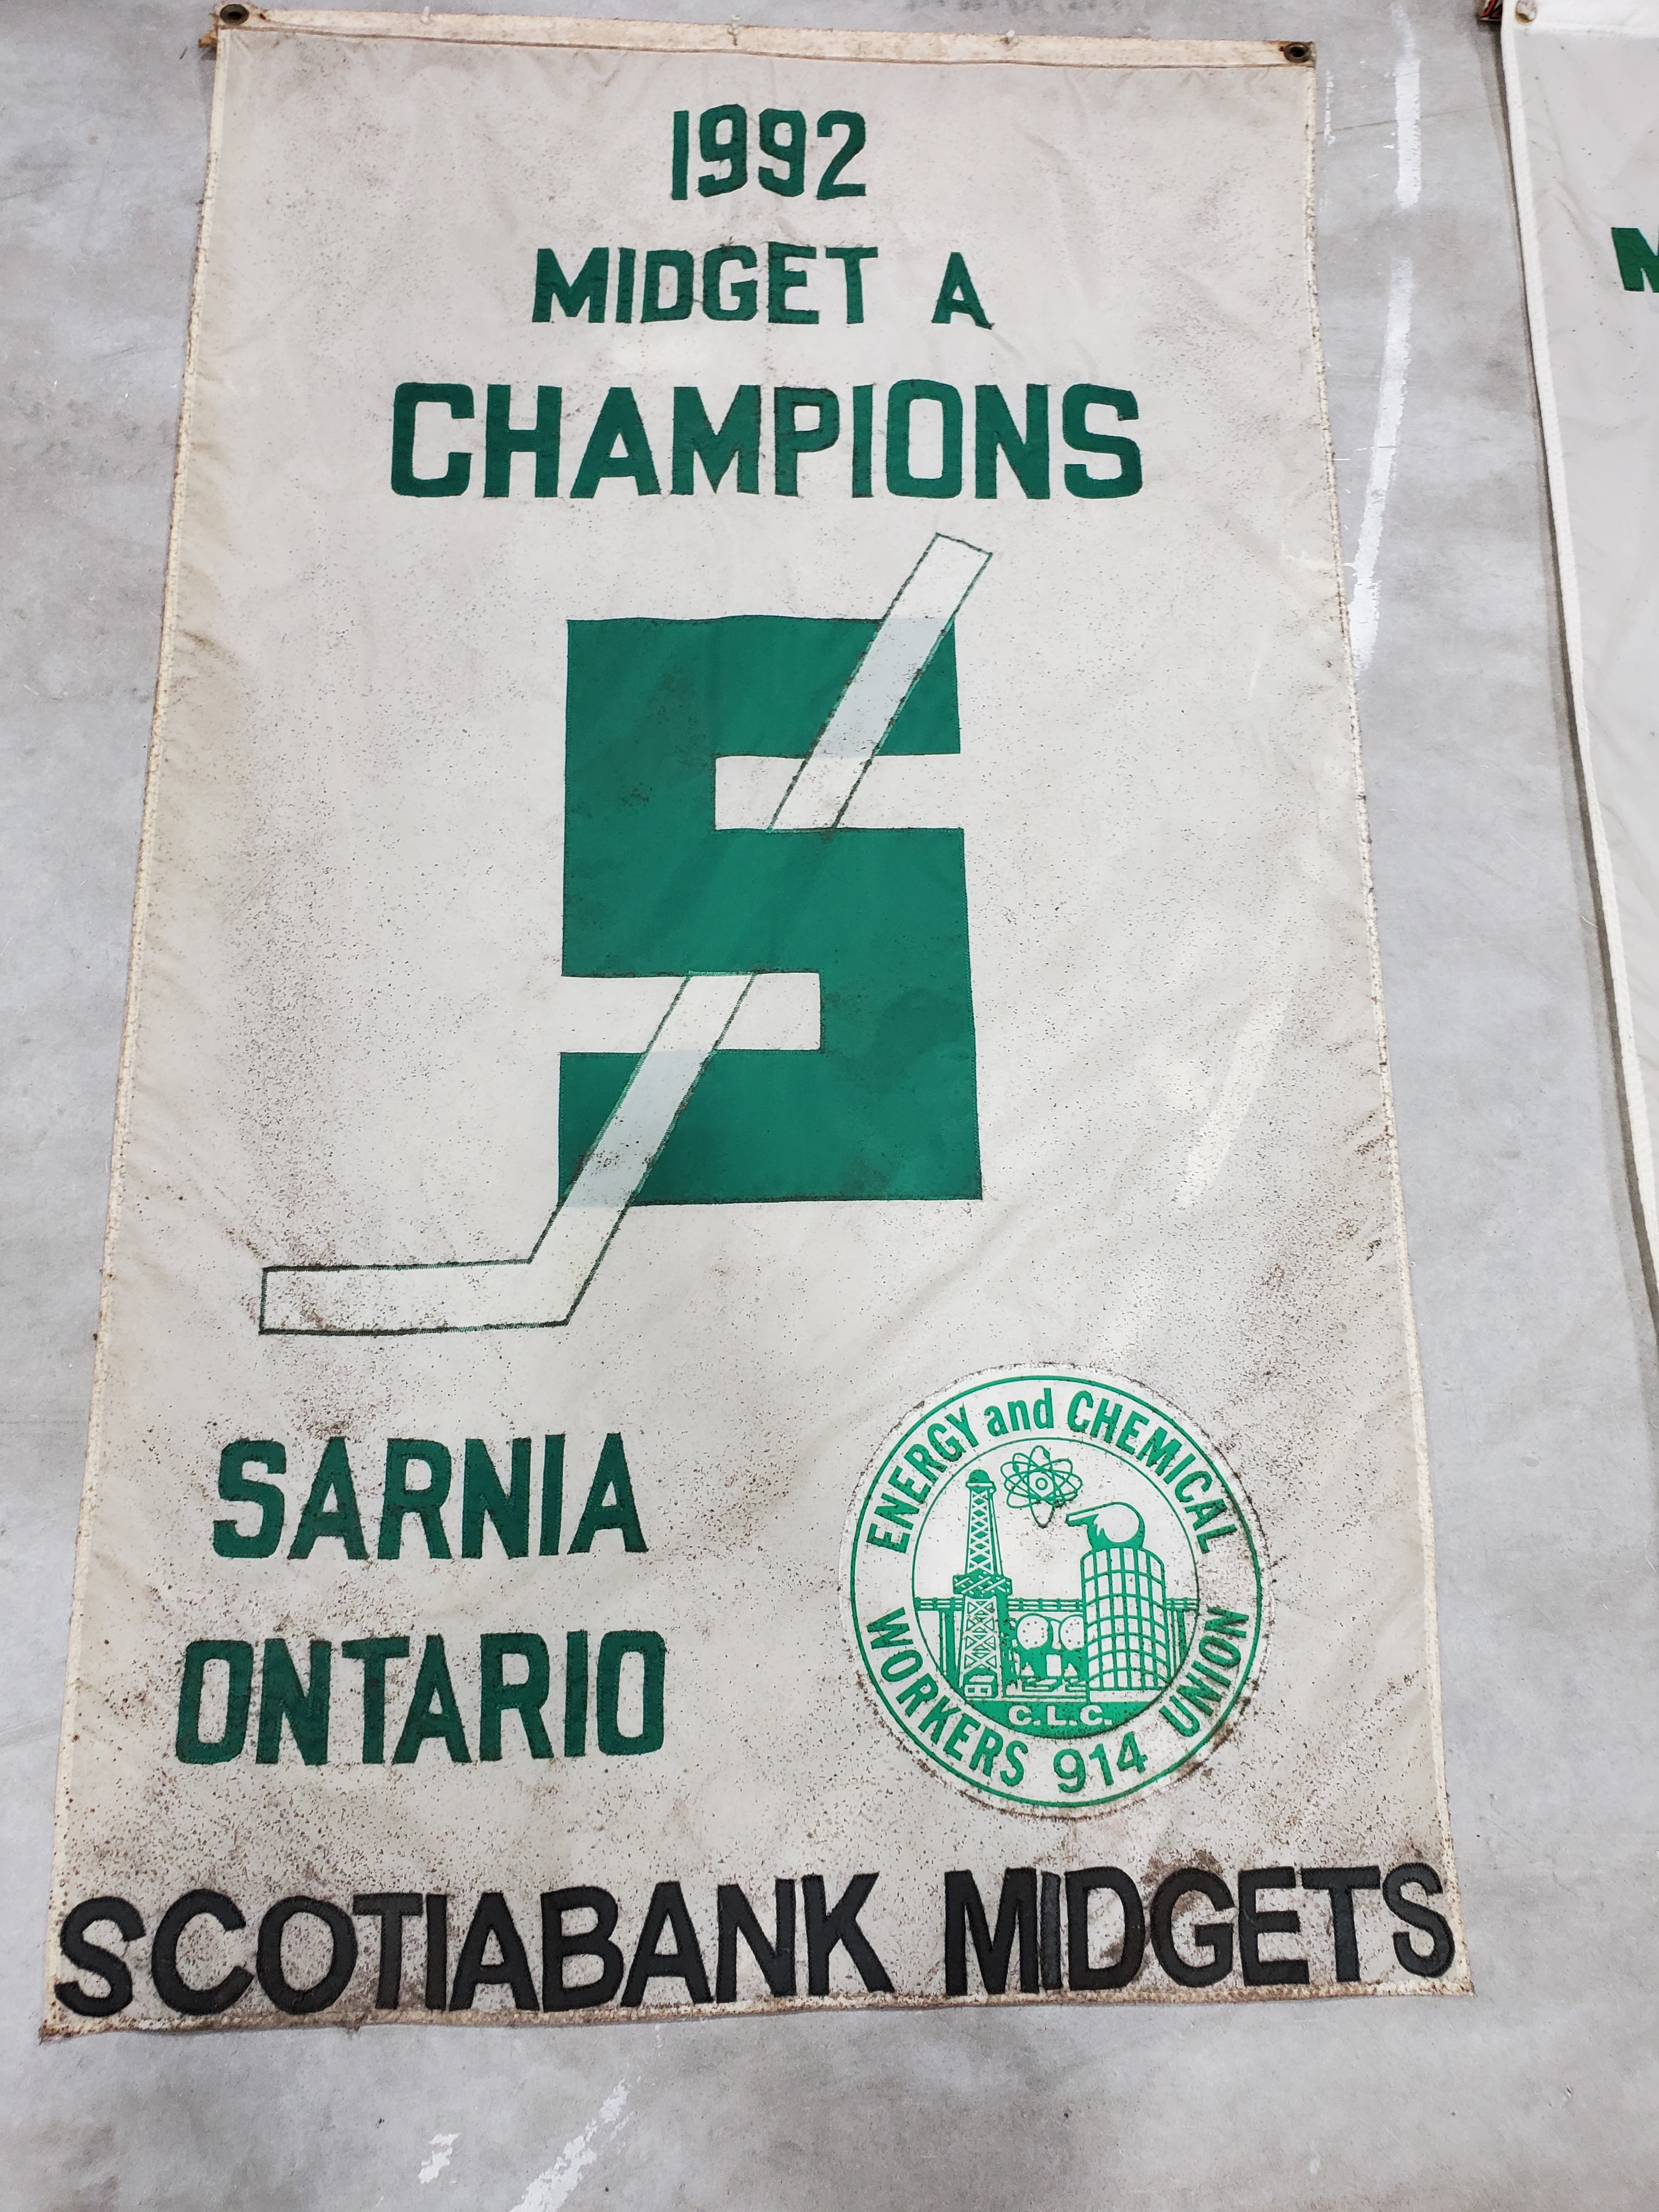 1992
MIDGET A
CHAMPIONS
S
SARNIA
ONTARIO
ENERGY and CHEMICAL
WORKERS 914 UNION
C.L.C.
SCOTIABANK MIDGETS
M